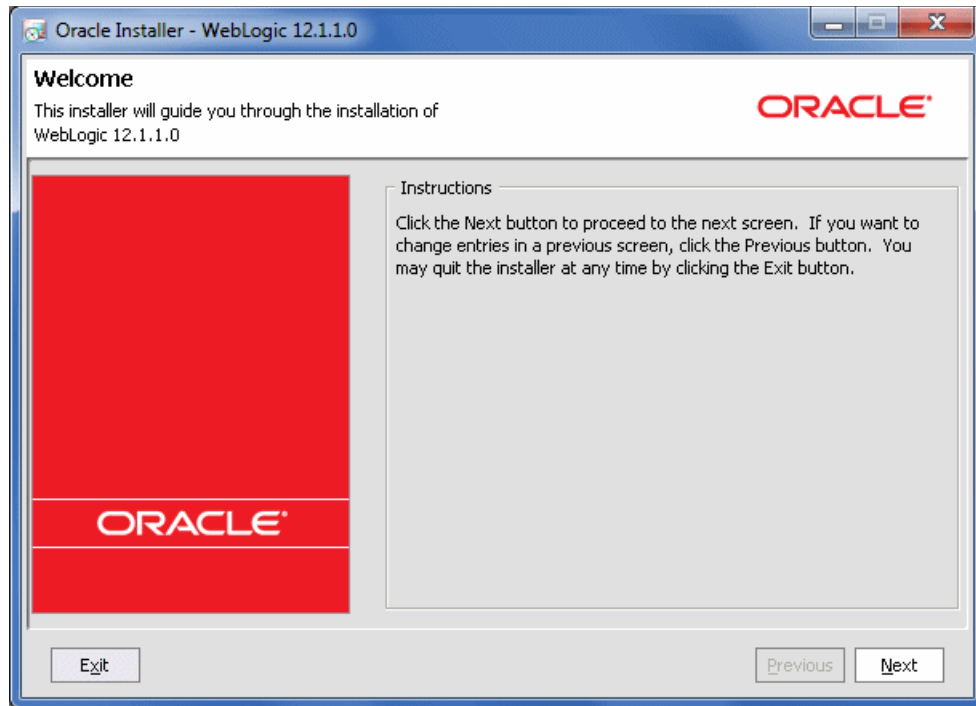 Oracle Installer - WebLogic 12.1.1.0
Welcome
This installer will guide you through the installation of
WebLogic 12.1.1.0
ORACLE
Instructions
Click the Next button to proceed to the next screen. If you want to
change entries in a previous screen, click the Previous button. You
may quit the installer at any time by clicking the Exit button.
ORACLE
Exit
Previous
Next